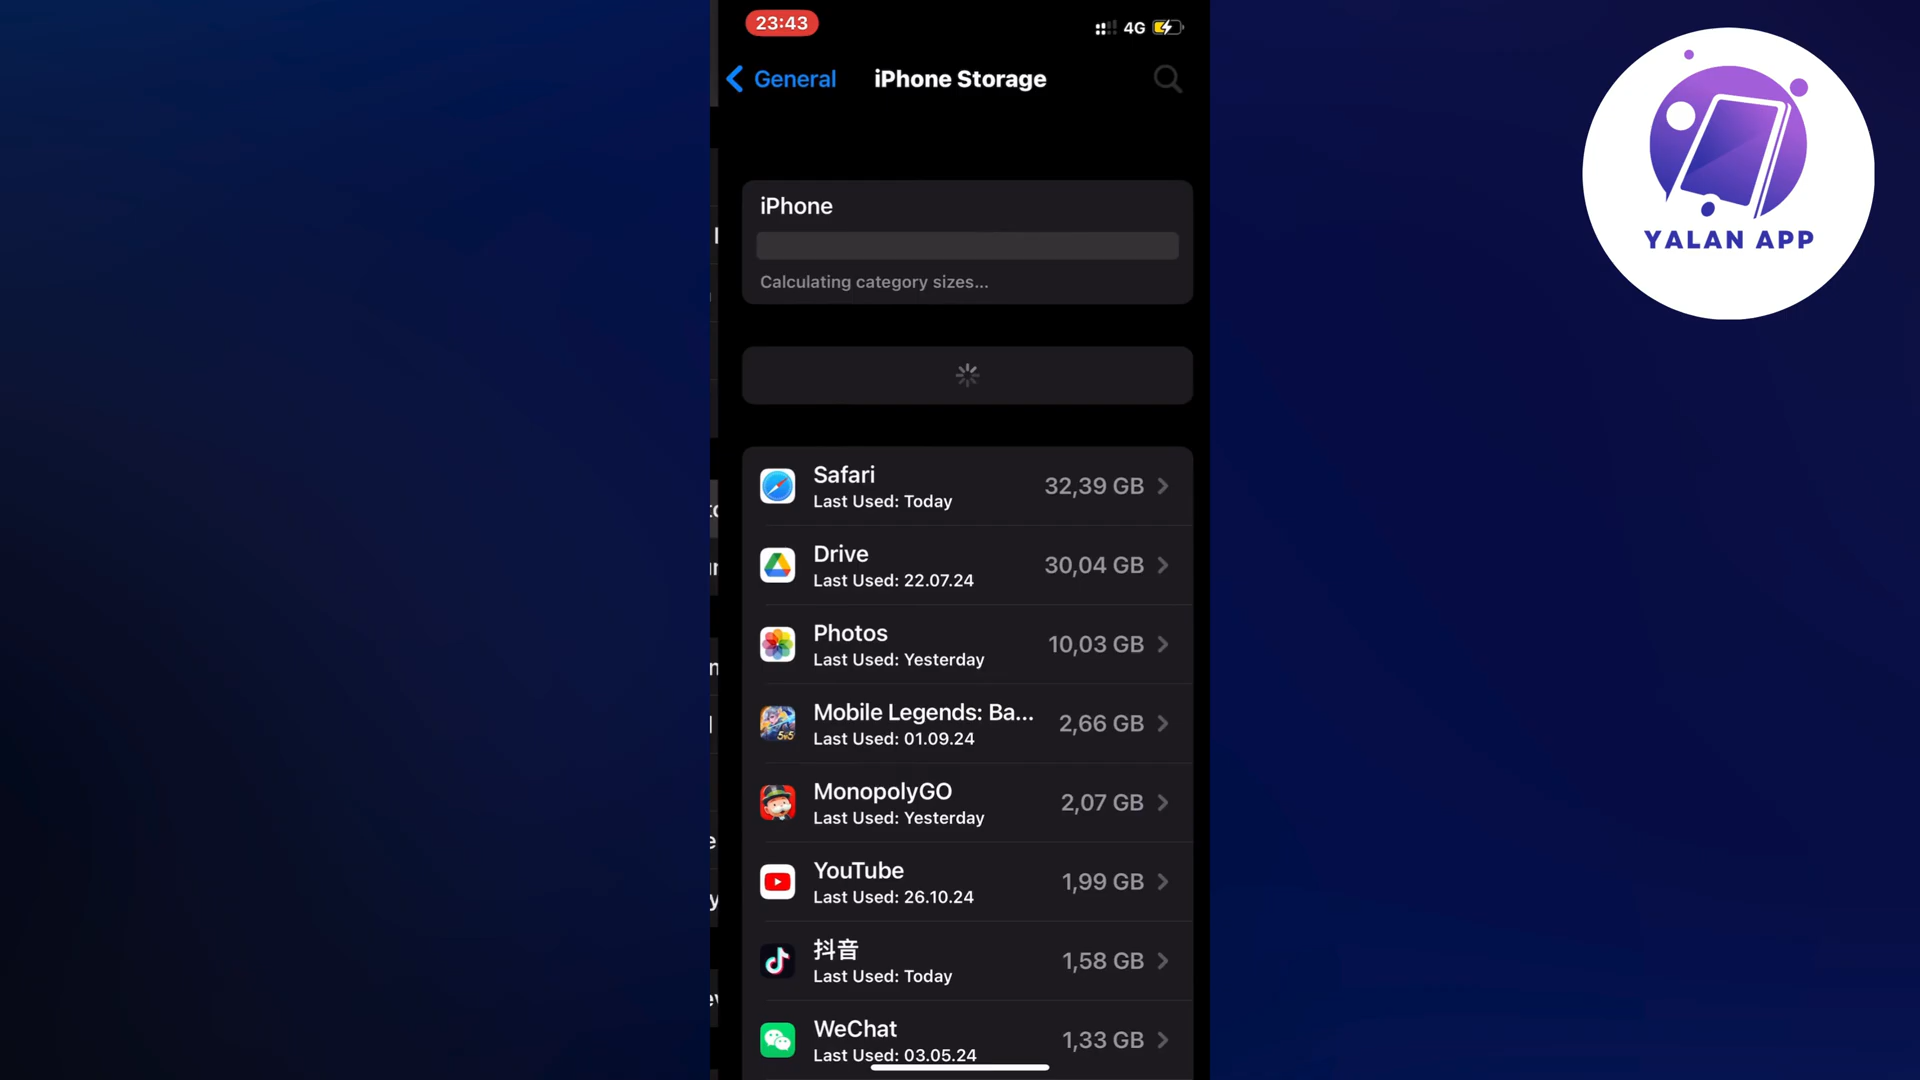 23:43
4G
General
iPhone Storage
YALAN APP
iPhone
Calculating category sizes...
Safari
32,39 GB
Last Used: Today
Drive
30,04 GB
Last Used: 22.07.24
Photos
10,03 GB
Last Used: Yesterday
Mobile Legends: Ba...
2,66 GB
Last Used: 01.09.24
MonopolyGO
2,07 GB
Last Used: Yesterday
YouTube
1,99 GB
Last Used: 26.10.24
抖音
1,58 GB
Last Used: Today
WeChat
1,33 GB
Last Used: 03.05.24